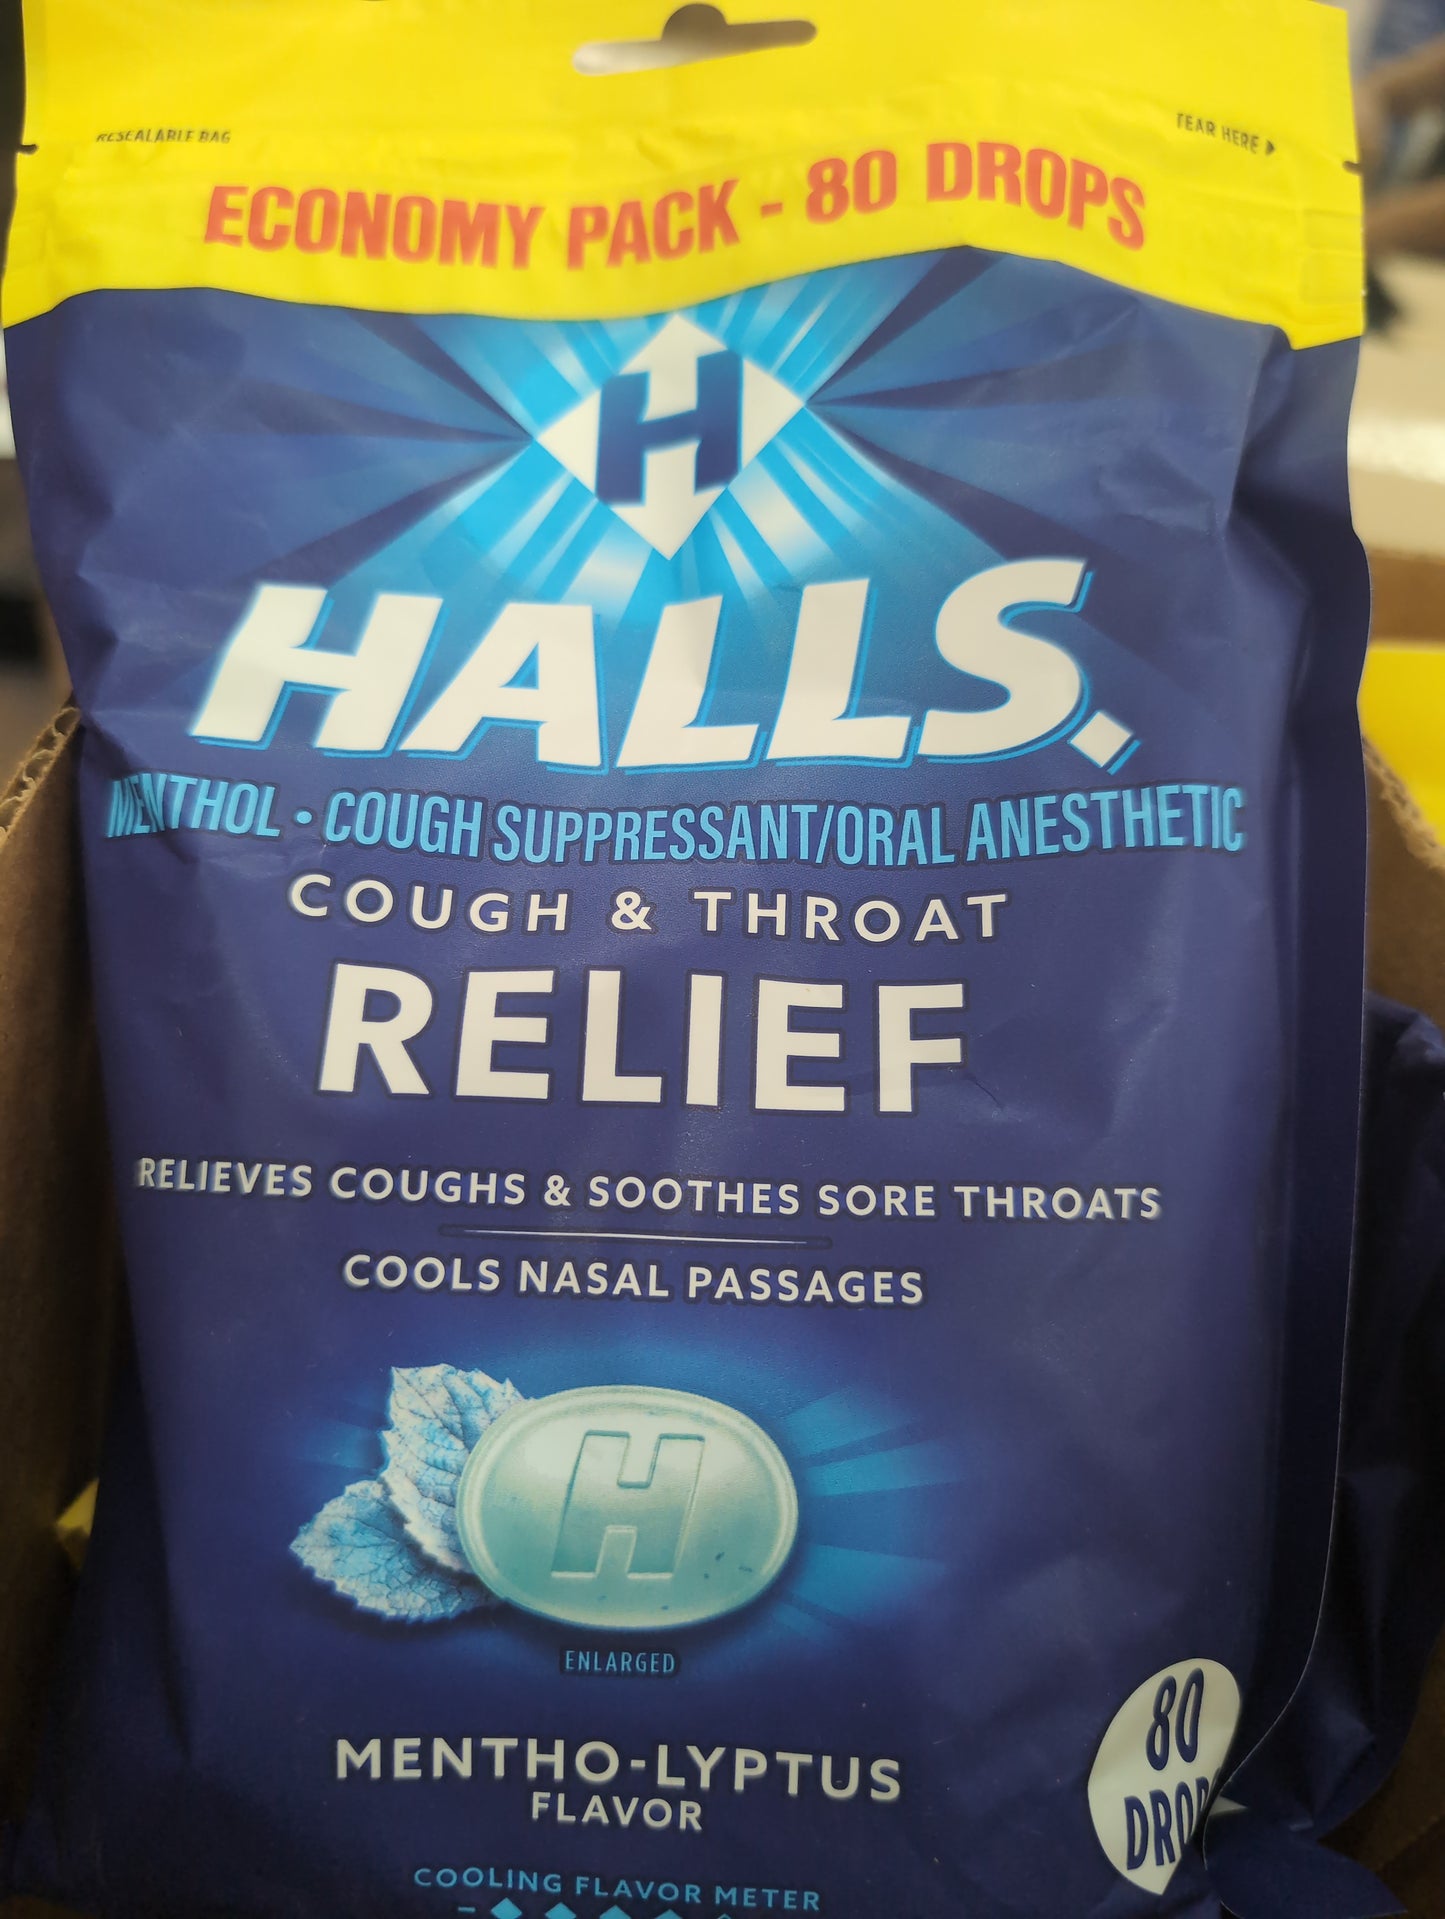 RESEALABLE BAG
TEAR HERE
ECONOMY PACK - 80 DROPS
H
HALLS.
MENTHOL • COUGH SUPPRESSANT/ORAL ANESTHETIC
COUGH & THROAT
RELIEF
RELIEVES COUGHS & SOOTHES SORE THROATS
COOLS NASAL PASSAGES
H
ENLARGED
MENTHO-LYPTUS
FLAVOR
80
DROPS
COOLING FLAVOR METER